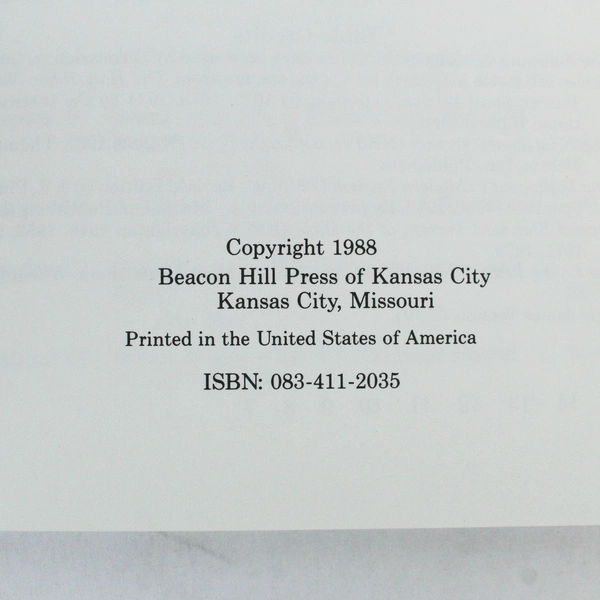 Copyright 1988
Beacon Hill Press of Kansas City
Kansas City, Missouri
Printed in the United States of America
ISBN: 083-411-2035